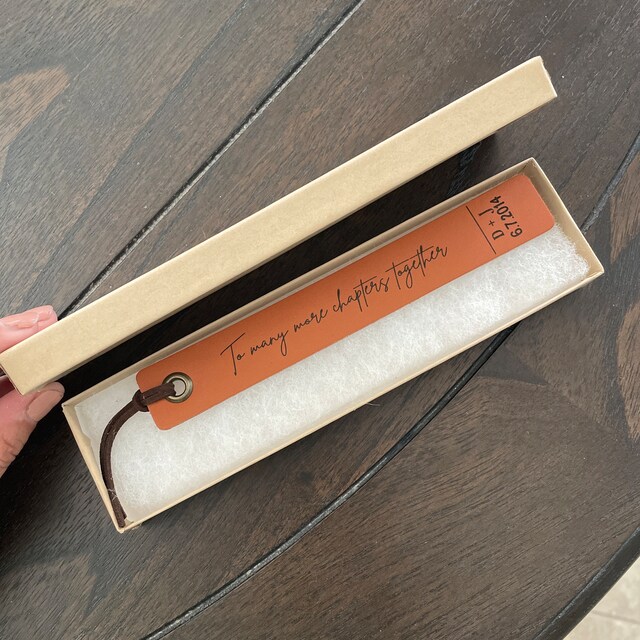 To many more chapters together
D + J
6.7.2014